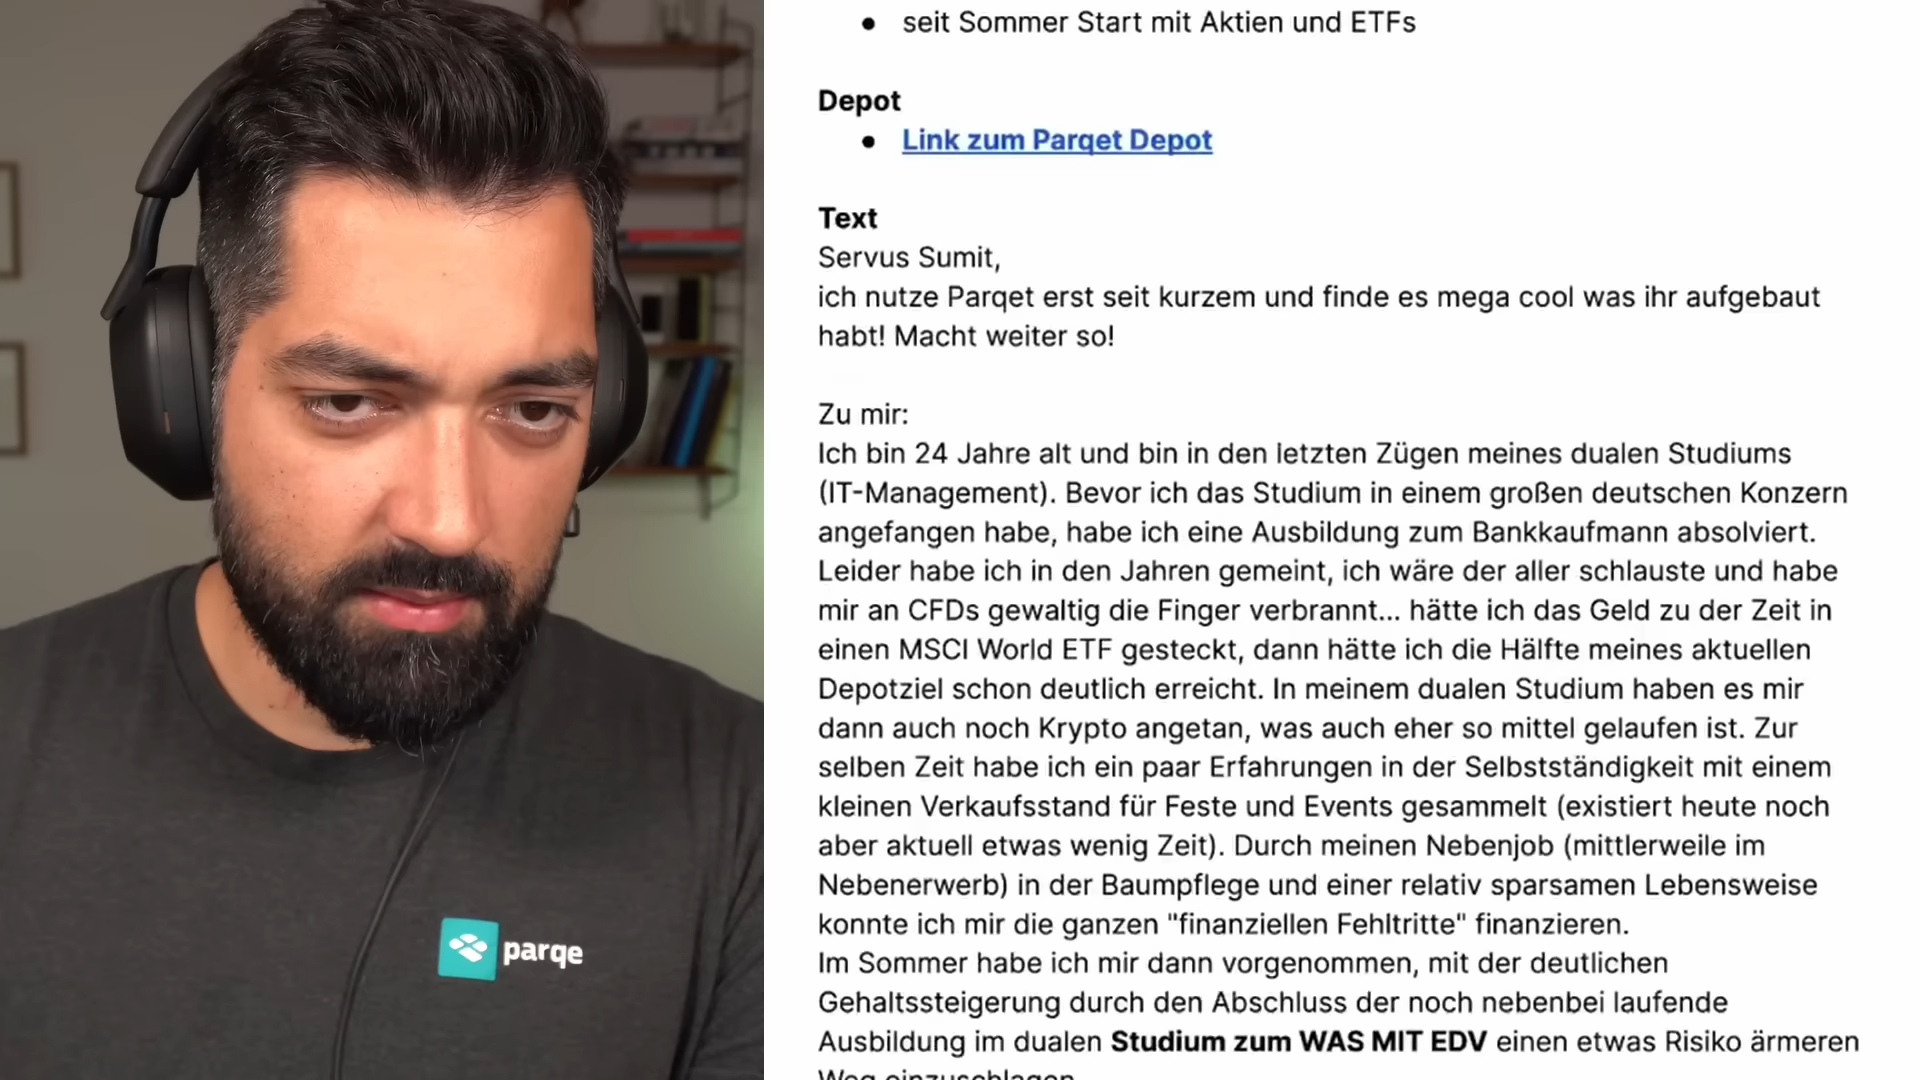 seit Sommer Start mit Aktien und ETFs
Depot
Link zum Parqet Depot
Text
Servus Sumit,
ich nutze Parqet erst seit kurzem und finde es mega cool was ihr aufgebaut
habt! Macht weiter so!
Zu mir:
Ich bin 24 Jahre alt und bin in den letzten Zügen meines dualen Studiums
(IT-Management). Bevor ich das Studium in einem großen deutschen Konzern
angefangen habe, habe ich eine Ausbildung zum Bankkaufmann absolviert.
Leider habe ich in den Jahren gemeint, ich wäre der aller schlauste und habe
mir an CFDs gewaltig die Finger verbrannt... hätte ich das Geld zu der Zeit in
einen MSCI World ETF gesteckt, dann hätte ich die Hälfte meines aktuellen
Depotziel schon deutlich erreicht. In meinem dualen Studium haben es mir
dann auch noch Krypto angetan, was auch eher so mittel gelaufen ist. Zur
selben Zeit habe ich ein paar Erfahrungen in der Selbstständigkeit mit einem
kleinen Verkaufsstand für Feste und Events gesammelt (existiert heute noch
aber aktuell etwas wenig Zeit). Durch meinen Nebenjob (mittlerweile im
Nebenerwerb) in der Baumpflege und einer relativ sparsamen Lebensweise
konnte ich mir die ganzen "finanziellen Fehltritte" finanzieren.
Im Sommer habe ich mir dann vorgenommen, mit der deutlichen
Gehaltssteigerung durch den Abschluss der noch nebenbei laufende
Ausbildung im dualen Studium zum WAS MIT EDV einen etwas Risiko ärmeren
Weg einzuschlagen
parqe